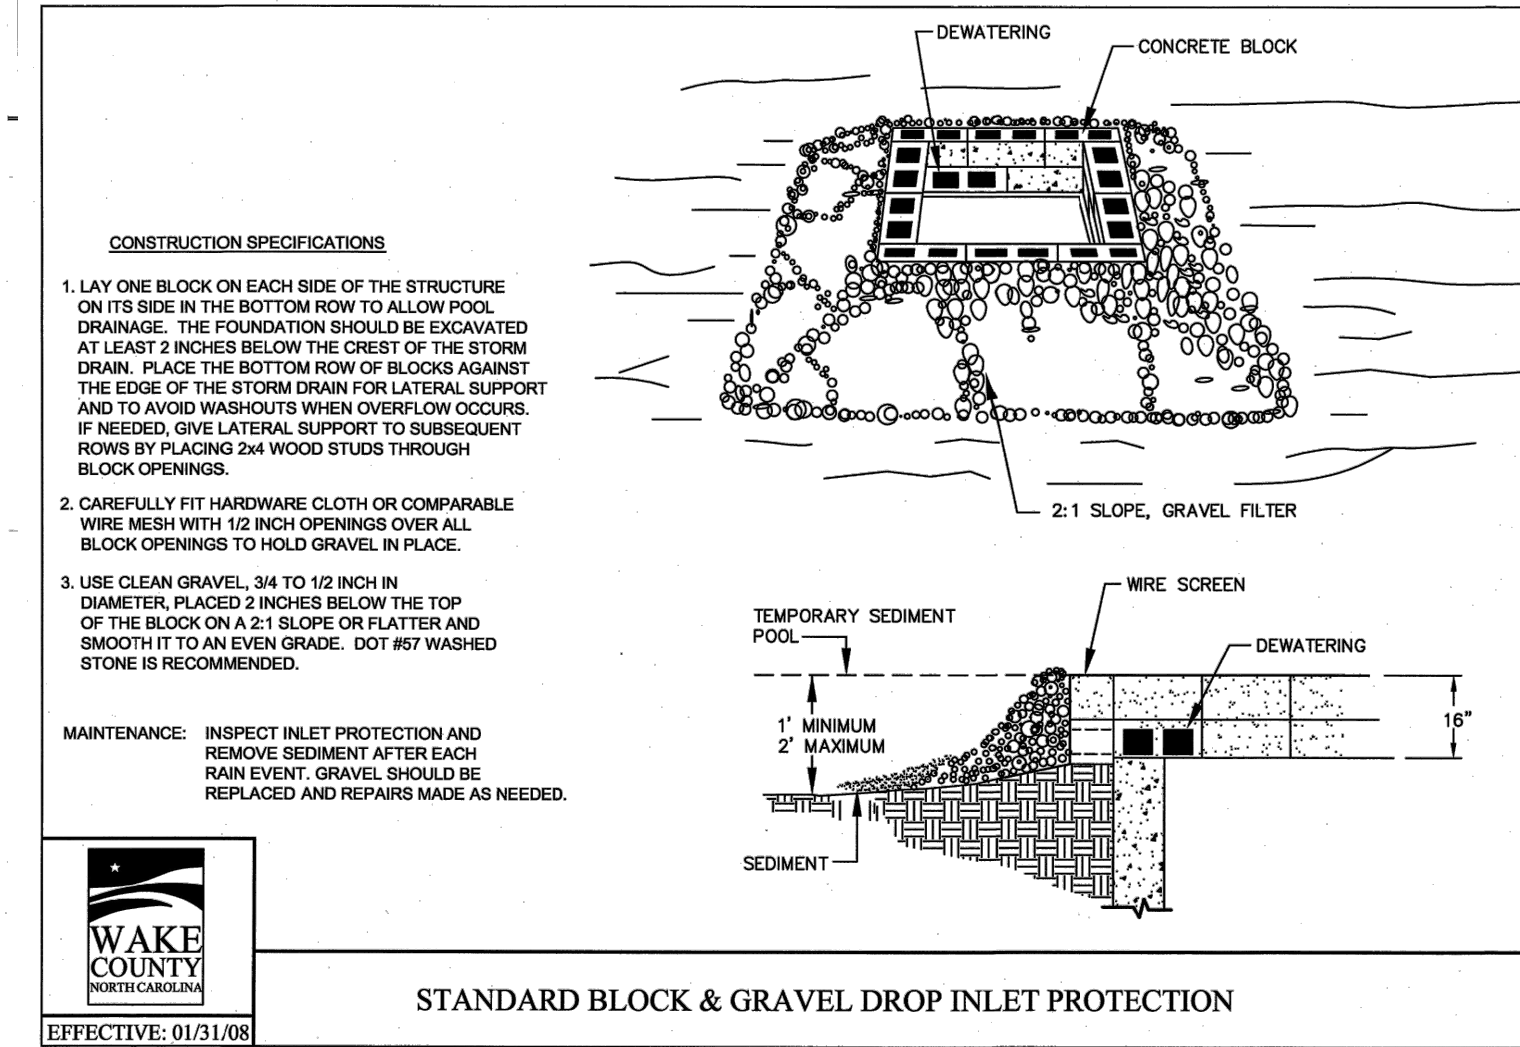 DEWATERING
CONCRETE BLOCK
CONSTRUCTION SPECIFICATIONS
1. LAY ONE BLOCK ON EACH SIDE OF THE STRUCTURE
ON ITS SIDE IN THE BOTTOM ROW TO ALLOW POOL
DRAINAGE. THE FOUNDATION SHOULD BE EXCAVATED
AT LEAST 2 INCHES BELOW THE CREST OF THE STORM
DRAIN. PLACE THE BOTTOM ROW OF BLOCKS AGAINST
THE EDGE OF THE STORM DRAIN FOR LATERAL SUPPORT
AND TO AVOID WASHOUTS WHEN OVERFLOW OCCURS.
IF NEEDED, GIVE LATERAL SUPPORT TO SUBSEQUENT
ROWS BY PLACING 2x4 WOOD STUDS THROUGH
BLOCK OPENINGS.
2. CAREFULLY FIT HARDWARE CLOTH OR COMPARABLE
WIRE MESH WITH 1/2 INCH OPENINGS OVER ALL
BLOCK OPENINGS TO HOLD GRAVEL IN PLACE.
3. USE CLEAN GRAVEL, 3/4 TO 1/2 INCH IN
DIAMETER, PLACED 2 INCHES BELOW THE TOP
OF THE BLOCK ON A 2:1 SLOPE OR FLATTER AND
SMOOTH IT TO AN EVEN GRADE. DOT #57 WASHED
STONE IS RECOMMENDED.
MAINTENANCE: INSPECT INLET PROTECTION AND
REMOVE SEDIMENT AFTER EACH
RAIN EVENT. GRAVEL SHOULD BE
REPLACED AND REPAIRS MADE AS NEEDED.
2:1 SLOPE, GRAVEL FILTER
WIRE SCREEN
TEMPORARY SEDIMENT
POOL
DEWATERING
1' MINIMUM
2' MAXIMUM
16"
SEDIMENT
WAKE
COUNTY
NORTH CAROLINA
EFFECTIVE: 01/31/08
STANDARD BLOCK & GRAVEL DROP INLET PROTECTION